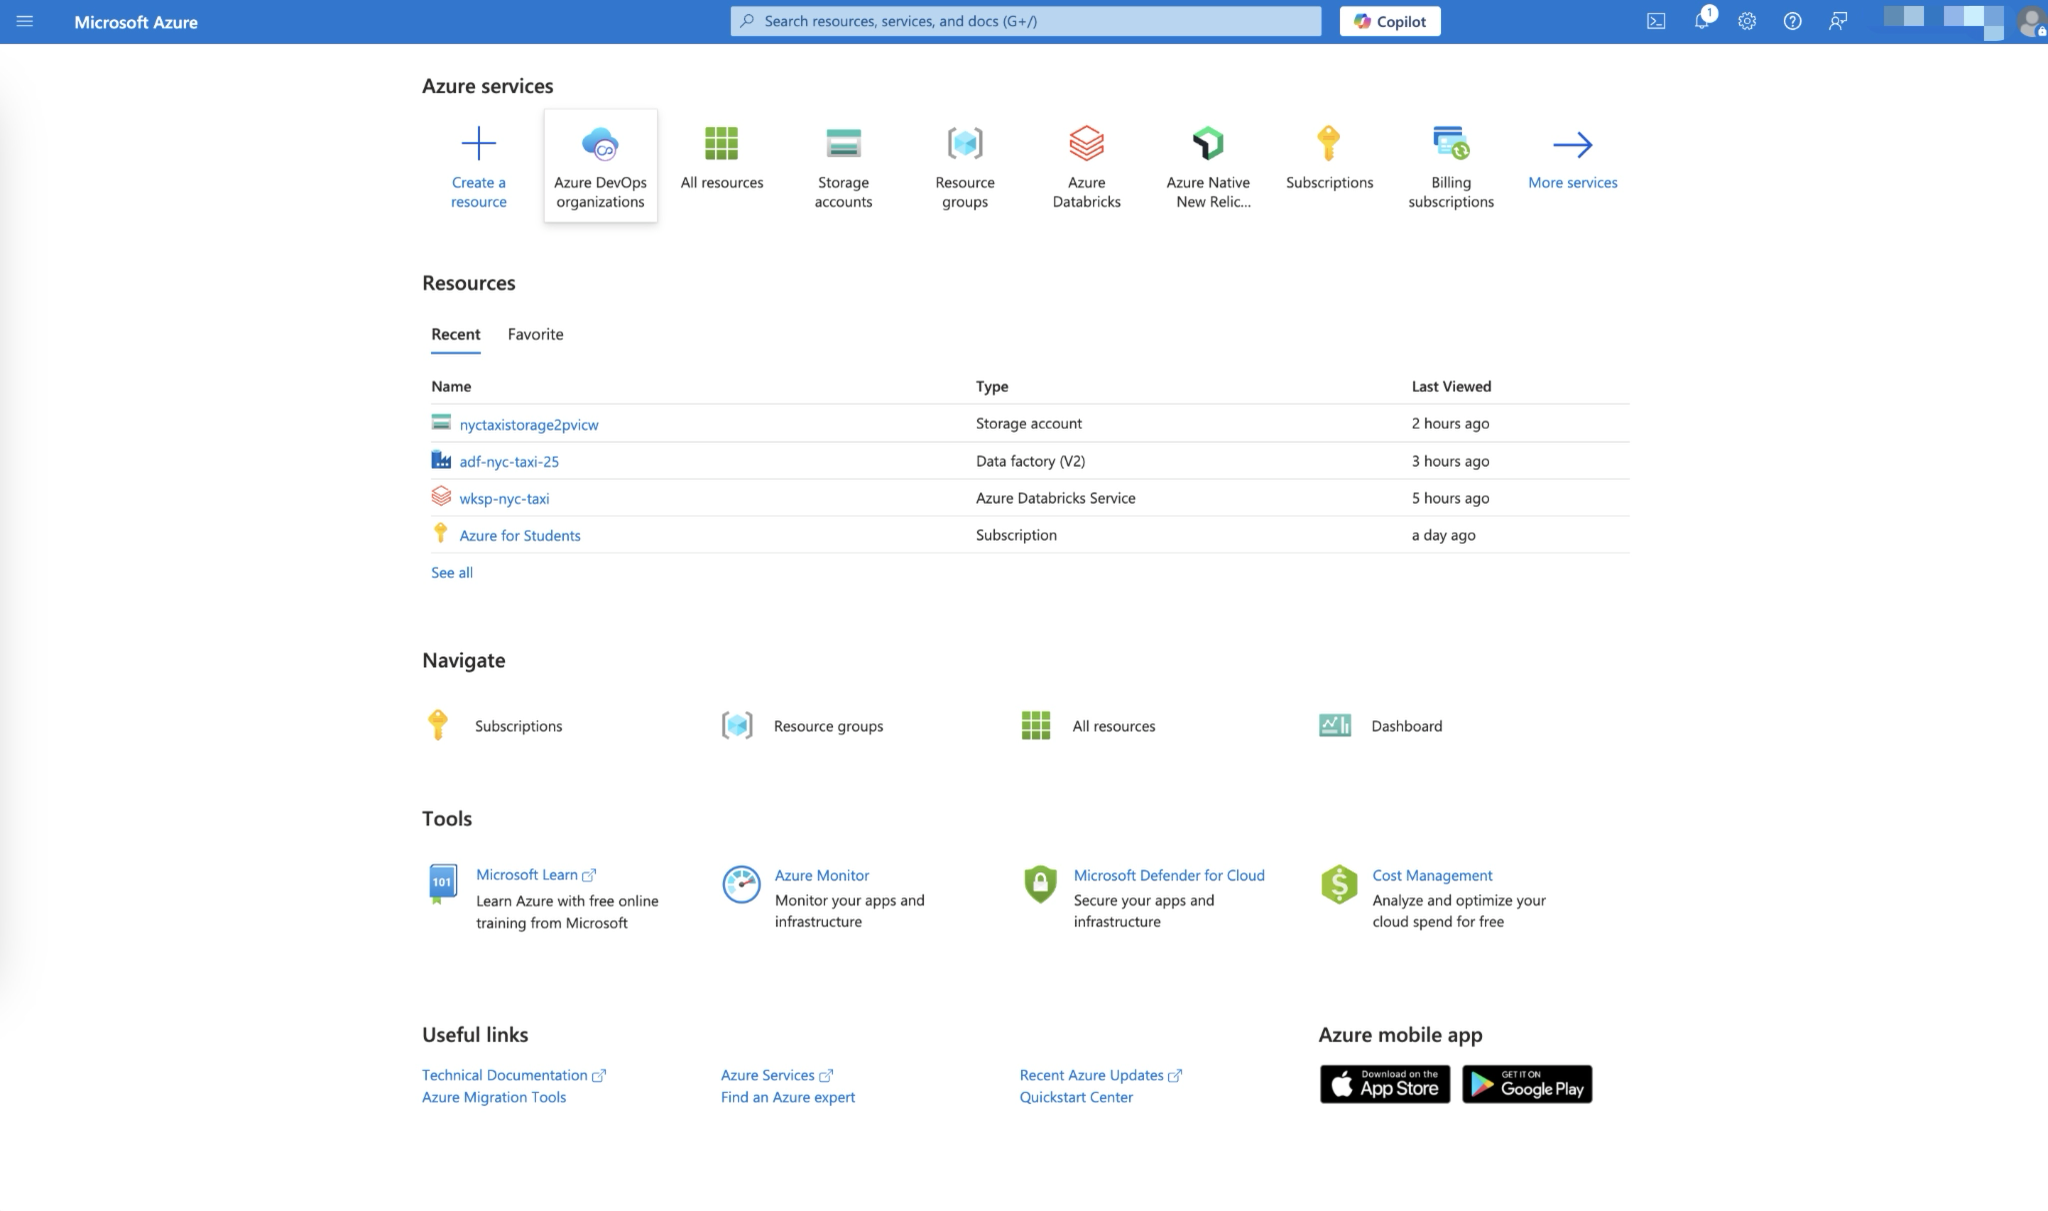 Microsoft Azure
Search resources, services, and docs (G+/)
Copilot
1
Azure services
Create a
resource
Azure DevOps
organizations
All resources
Storage
accounts
Resource
groups
Azure
Databricks
Azure Native
New Relic...
Subscriptions
Billing
subscriptions
More services
Resources
Recent Favorite
Name Type Last Viewed
nyctaxistorage2pvicw Storage account 2 hours ago
adf-nyc-taxi-25 Data factory (V2) 3 hours ago
wksp-nyc-taxi Azure Databricks Service 5 hours ago
Azure for Students Subscription a day ago
See all
Navigate
Subscriptions Resource groups All resources Dashboard
Tools
101
Microsoft Learn
Learn Azure with free online
training from Microsoft
Azure Monitor
Monitor your apps and
infrastructure
Microsoft Defender for Cloud
Secure your apps and
infrastructure
Cost Management
Analyze and optimize your
cloud spend for free
Useful links
Technical Documentation
Azure Migration Tools
Azure Services
Find an Azure expert
Recent Azure Updates
Quickstart Center
Azure mobile app
Download on the
App Store
GET IT ON
Google Play